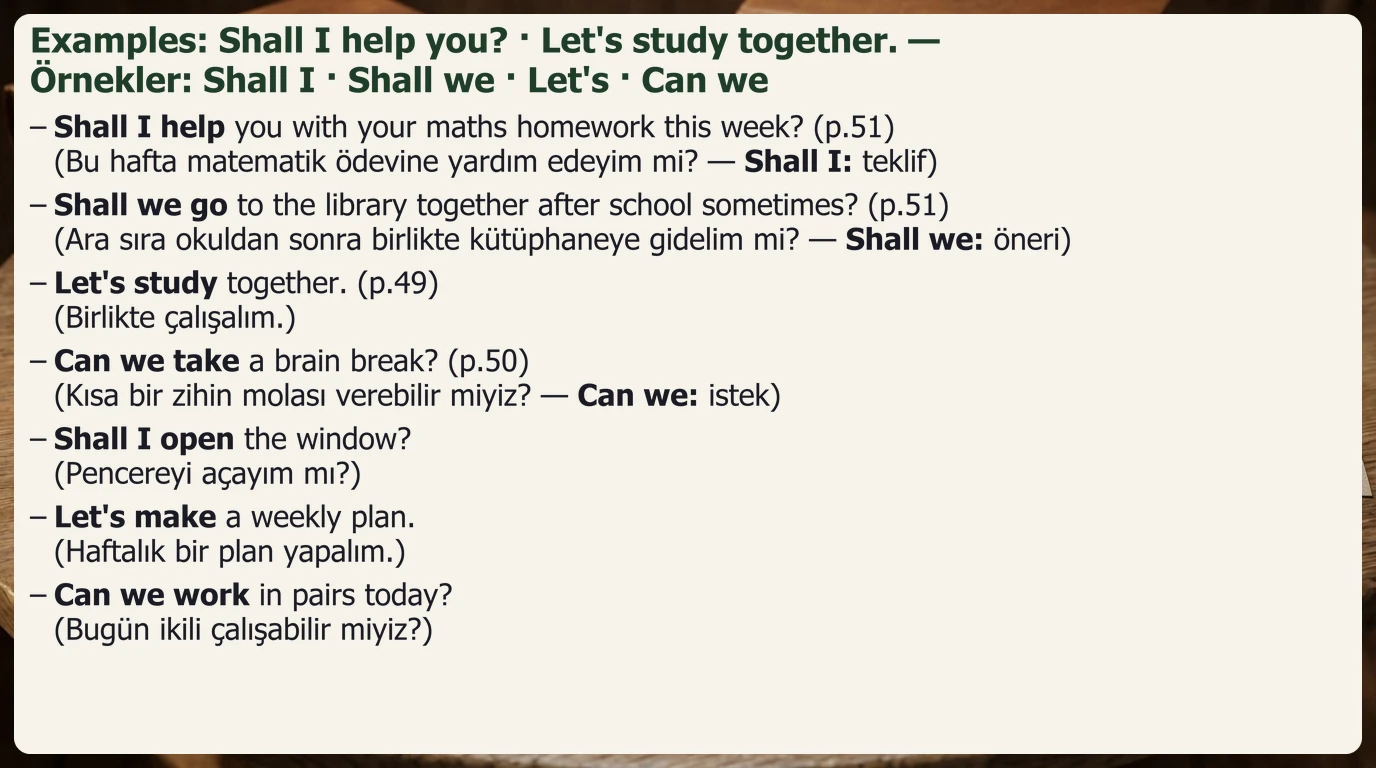 Examples: Shall I help you? · Let's study together. —
Örnekler: Shall I · Shall we · Let's · Can we
– Shall I help you with your maths homework this week? (p.51)
(Bu hafta matematik ödevine yardım edeyim mi? — Shall I: teklif)
– Shall we go to the library together after school sometimes? (p.51)
(Ara sıra okuldan sonra birlikte kütüphaneye gidelim mi? — Shall we: öneri)
– Let's study together. (p.49)
(Birlikte çalışalım.)
– Can we take a brain break? (p.50)
(Kısa bir zihin molası verebilir miyiz? — Can we: istek)
– Shall I open the window?
(Pencereyi açayım mı?)
– Let's make a weekly plan.
(Haftalık bir plan yapalım.)
– Can we work in pairs today?
(Bugün ikili çalışabilir miyiz?)